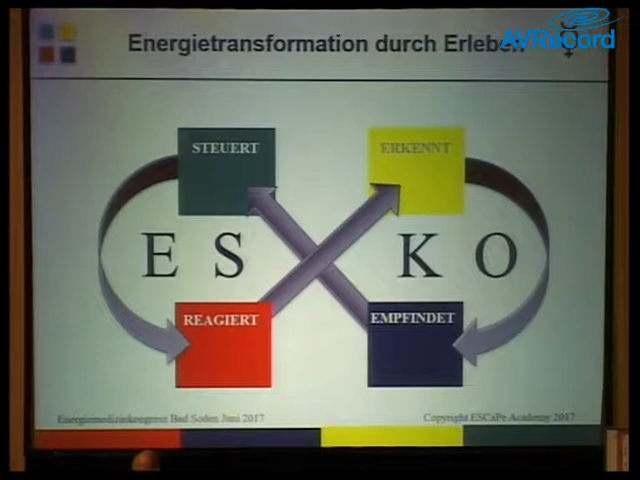 Energietransformation durch Erleben
AVRecord
STEUERT
ERKENNT
E S K O
REAGIERT
EMPFINDET
Energiemedizinkongress Bad Soden Juni 2017
Copyright ESCaPe Academy 2017